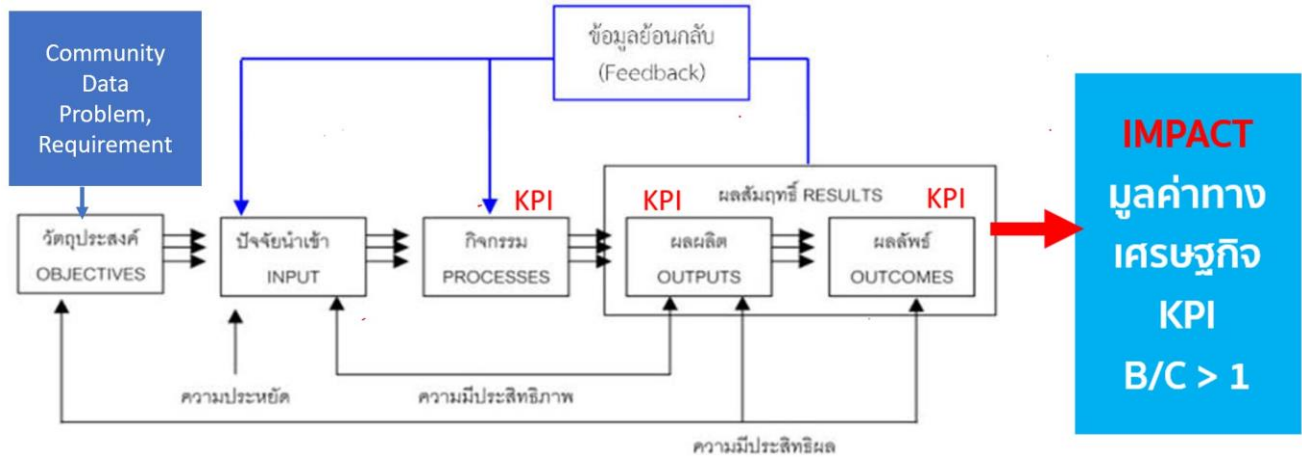 Community
Data
Problem,
Requirement
ข้อมูลย้อนกลับ
(Feedback)
วัตถุประสงค์
OBJECTIVES
ปัจจัยนำเข้า
INPUT
KPI
กิจกรรม
PROCESSES
ผลสัมฤทธิ์ RESULTS
KPI
ผลผลิต
OUTPUTS
KPI
ผลลัพธ์
OUTCOMES
IMPACT
มูลค่าทาง
เศรษฐกิจ
KPI
B/C > 1
ความประหยัด
ความมีประสิทธิภาพ
ความมีประสิทธิผล